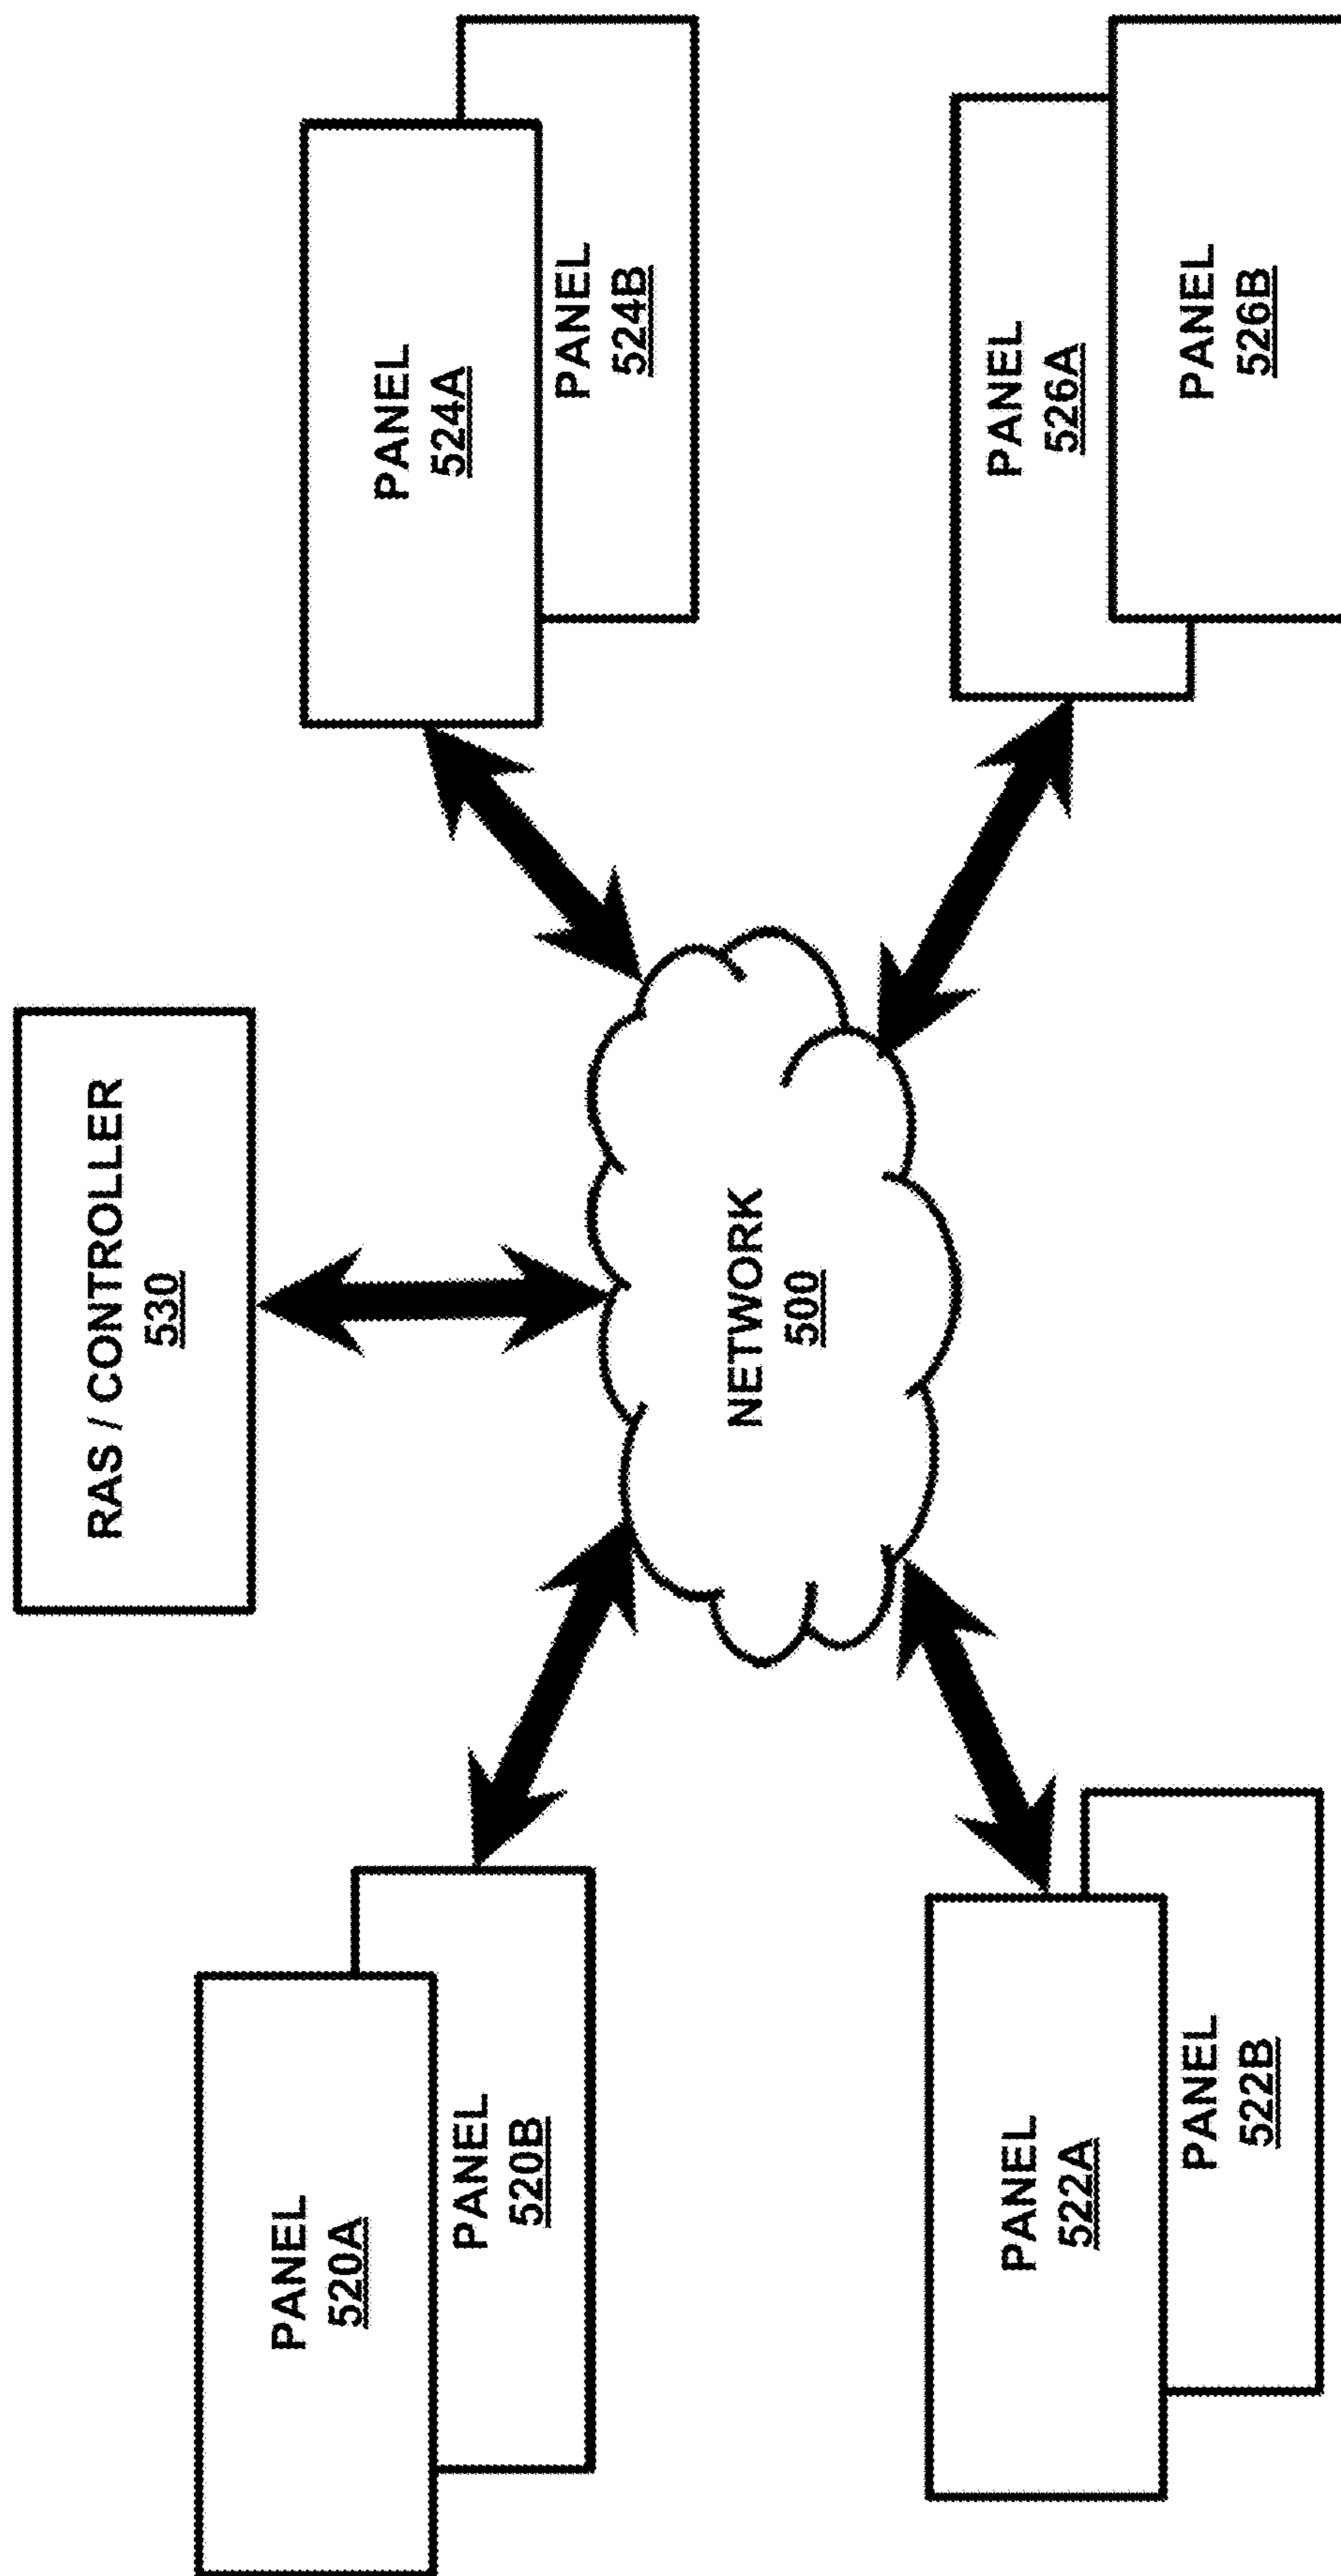 RAS / CONTROLLER
530
PANEL
520A
PANEL
520B
PANEL
524A
PANEL
524B
NETWORK
500
PANEL
522A
PANEL
522B
PANEL
526A
PANEL
526B